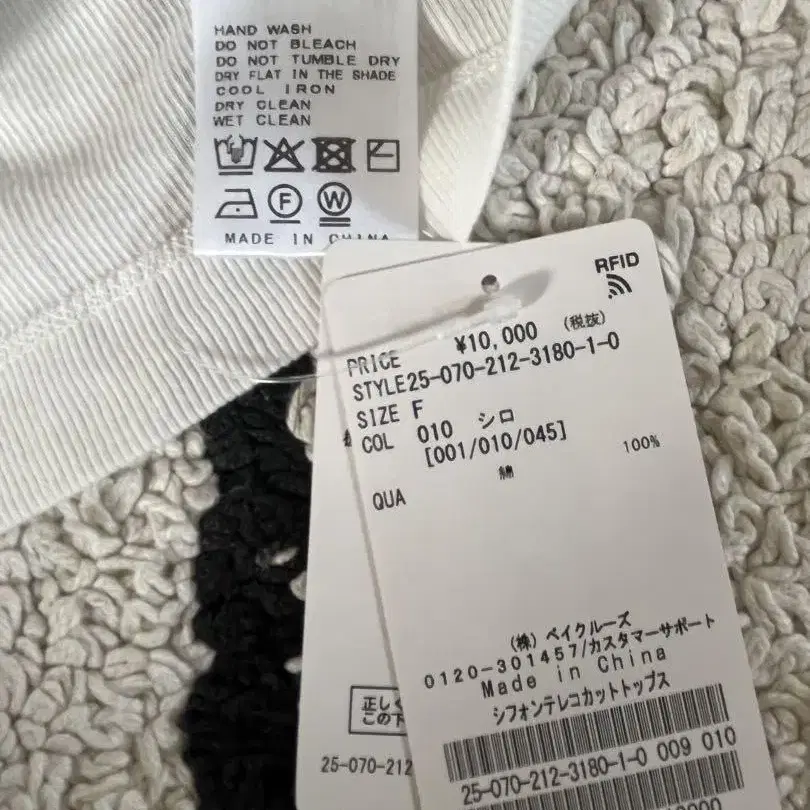 HAND WASH
DO NOT BLEACH
DO NOT TUMBLE DRY
DRY FLAT IN THE SHADE
COOL IRON
DRY CLEAN
WET CLEAN
F
W
MADE IN CHINA
RFID
PRICE ¥10,000 (税抜)
STYLE25-070-212-3180-1-0
SIZE F
COL 010 シロ
[001/010/045]
QUA 綿 100%
(株)ベイクルーズ
0120-301457/カスタマーサポート
Made in China
シフォンテレコカットトップス
25-070-212-3180-1-0 009 010
正しく
この下
25-070-212